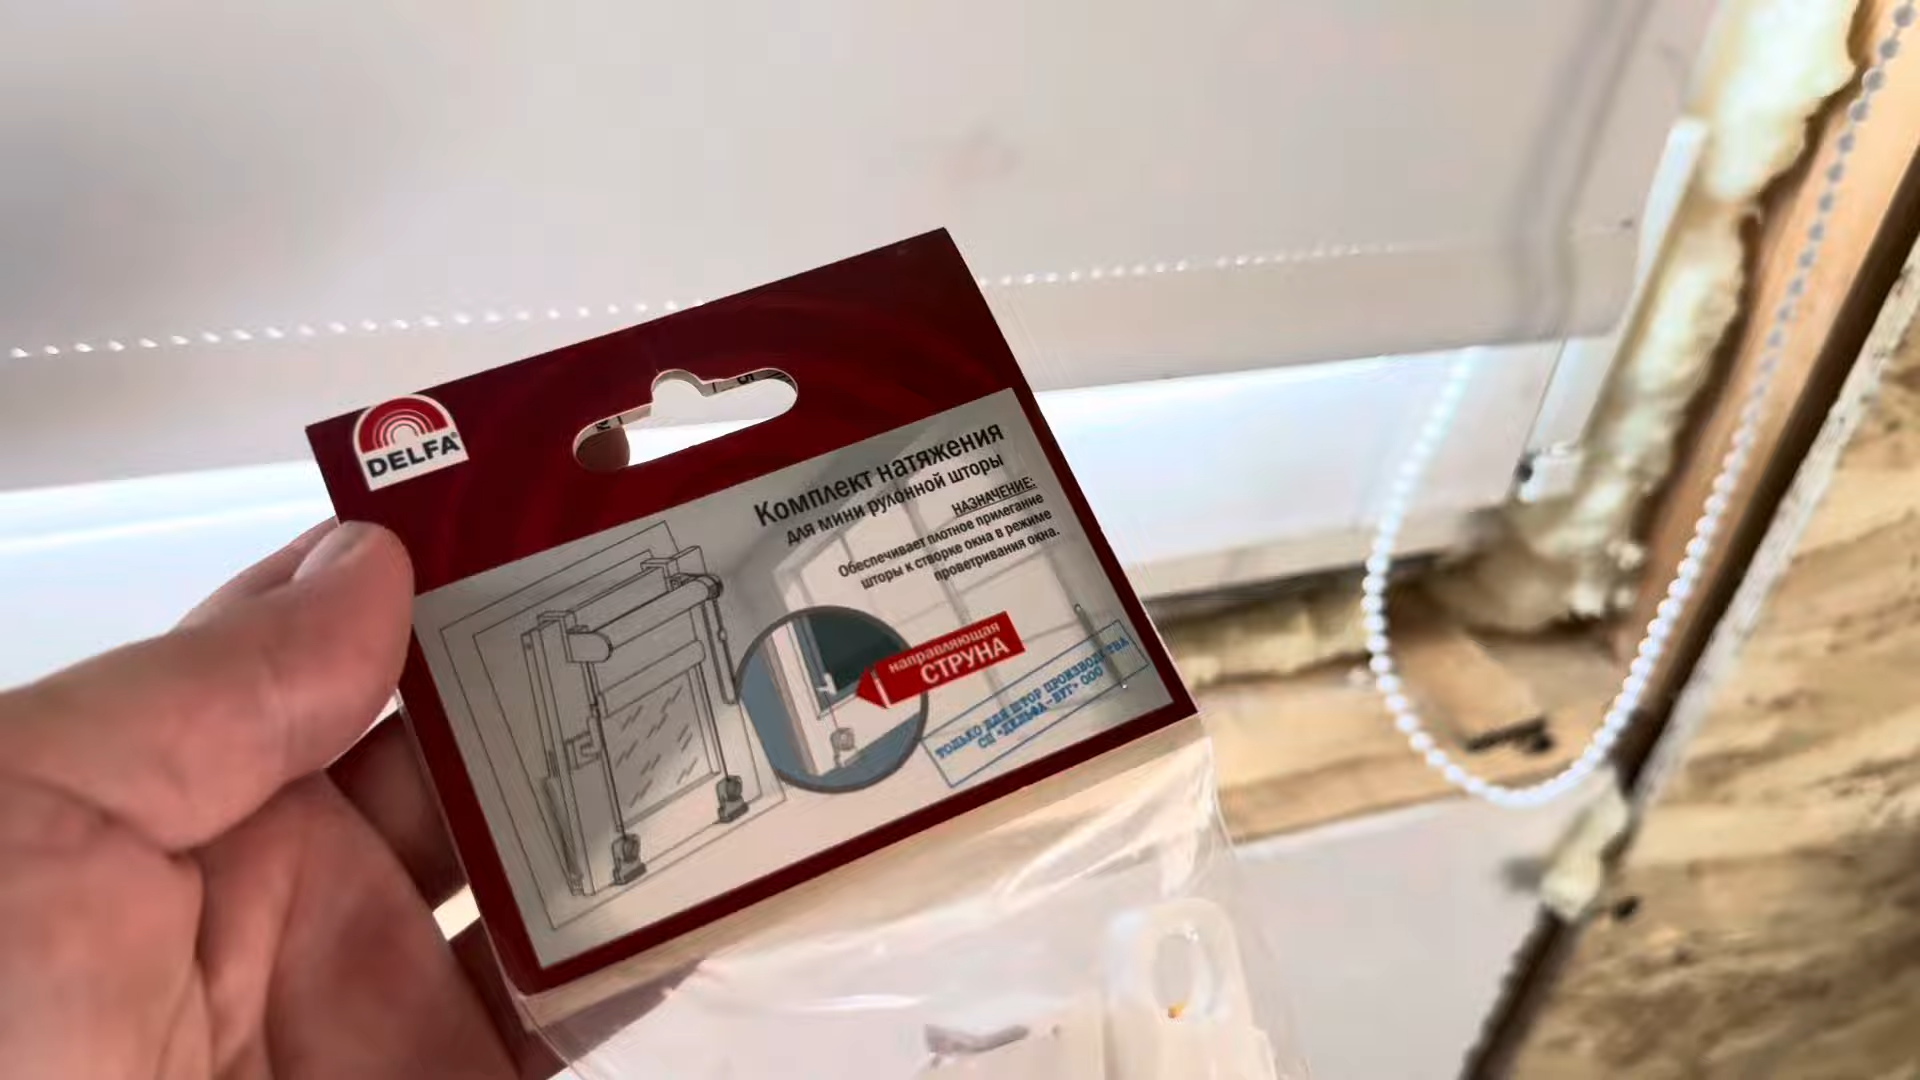 DELFA
Комплект натяжения
для мини рулонной шторы
НАЗНАЧЕНИЕ:
Обеспечивает плотное прилегание
шторы к створке окна в режиме
проветривания окна.
направляющая
СТРУНА
ТОЛЬКО ДЛЯ ШТОР ПРОИЗВОДСТВА
СП «ДЕЛЬФА-ЮГ» ООО